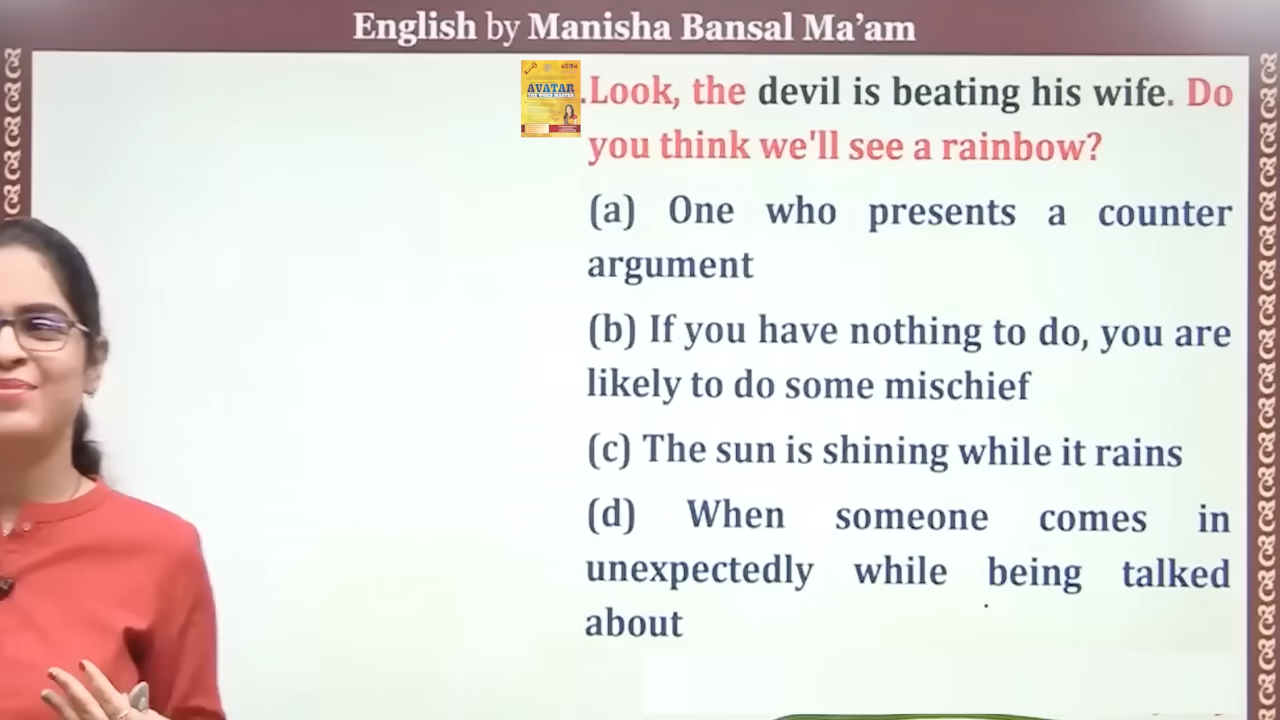 English by Manisha Bansal Ma’am
AVATAR
.Look, the devil is beating his wife. Do
you think we'll see a rainbow?
(a) One who presents a counter
argument
(b) If you have nothing to do, you are
likely to do some mischief
(c) The sun is shining while it rains
(d) When someone comes in
unexpectedly while being talked
about